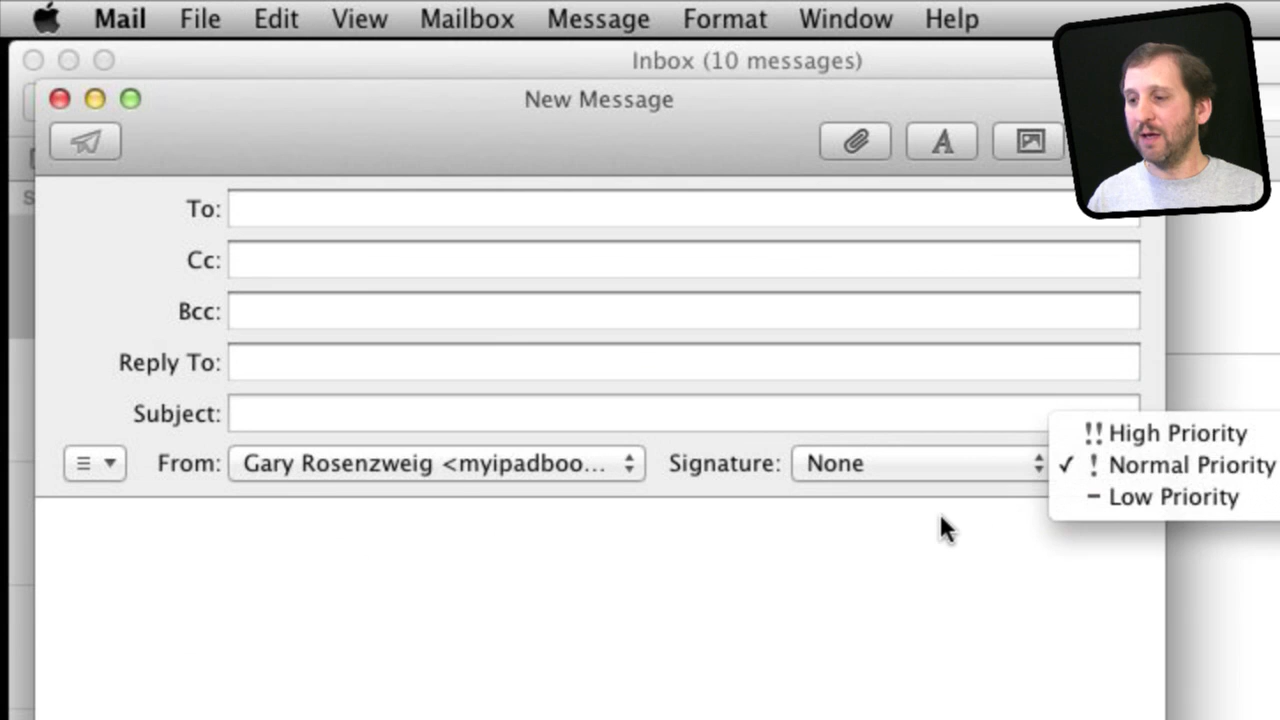 Mail File Edit View Mailbox Message Format Window Help
Inbox (10 messages)
New Message
To:
Cc:
Bcc:
Reply To:
Subject:
From: Gary Rosenzweig <myipadboo... Signature: None
!! High Priority
✓ ! Normal Priority
– Low Priority